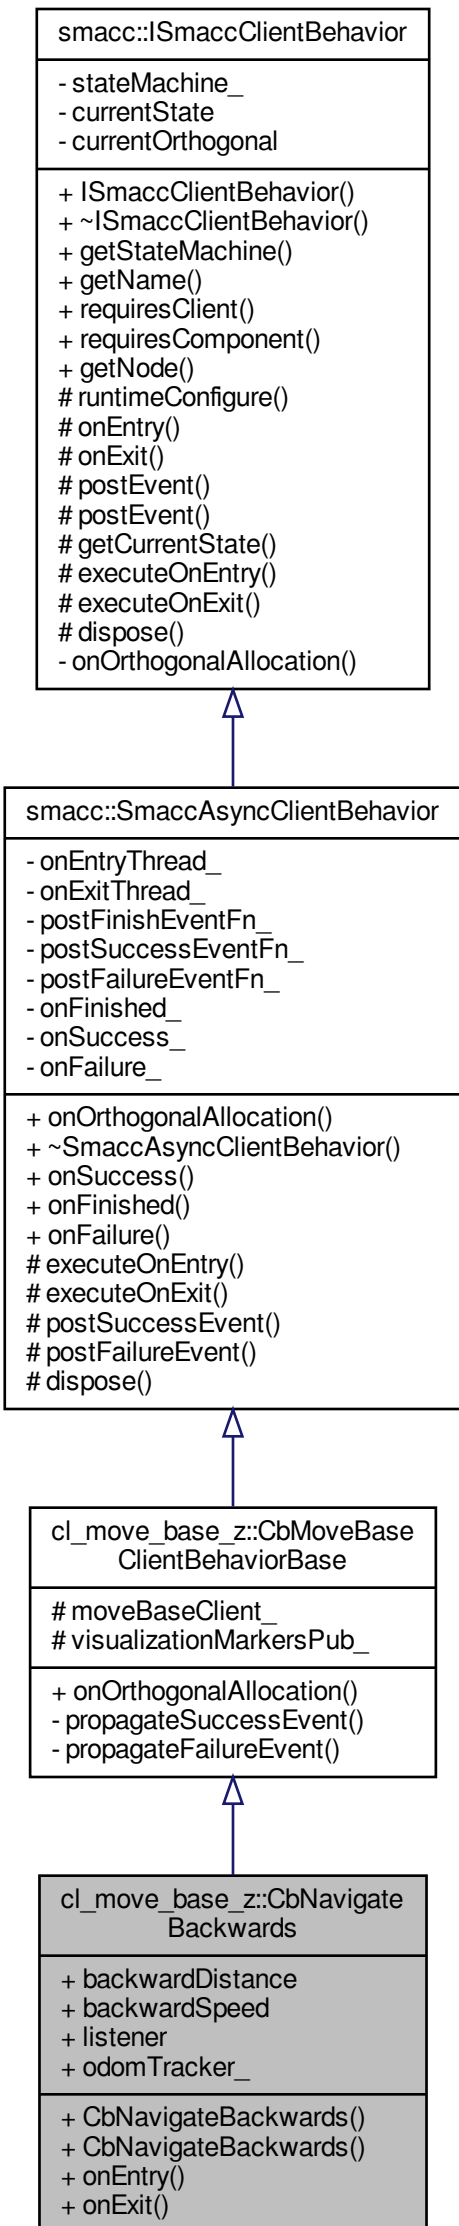 smacc::ISmaccClientBehavior
- stateMachine_
- currentState
- currentOrthogonal
+ ISmaccClientBehavior()
+ ~ISmaccClientBehavior()
+ getStateMachine()
+ getName()
+ requiresClient()
+ requiresComponent()
+ getNode()
# runtimeConfigure()
# onEntry()
# onExit()
# postEvent()
# postEvent()
# getCurrentState()
# executeOnEntry()
# executeOnExit()
# dispose()
- onOrthogonalAllocation()
smacc::SmaccAsyncClientBehavior
- onEntryThread_
- onExitThread_
- postFinishEventFn_
- postSuccessEventFn_
- postFailureEventFn_
- onFinished_
- onSuccess_
- onFailure_
+ onOrthogonalAllocation()
+ ~SmaccAsyncClientBehavior()
+ onSuccess()
+ onFinished()
+ onFailure()
# executeOnEntry()
# executeOnExit()
# postSuccessEvent()
# postFailureEvent()
# dispose()
cl_move_base_z::CbMoveBase
ClientBehaviorBase
# moveBaseClient_
# visualizationMarkersPub_
+ onOrthogonalAllocation()
- propagateSuccessEvent()
- propagateFailureEvent()
cl_move_base_z::CbNavigate
Backwards
+ backwardDistance
+ backwardSpeed
+ listener
+ odomTracker_
+ CbNavigateBackwards()
+ CbNavigateBackwards()
+ onEntry()
+ onExit()